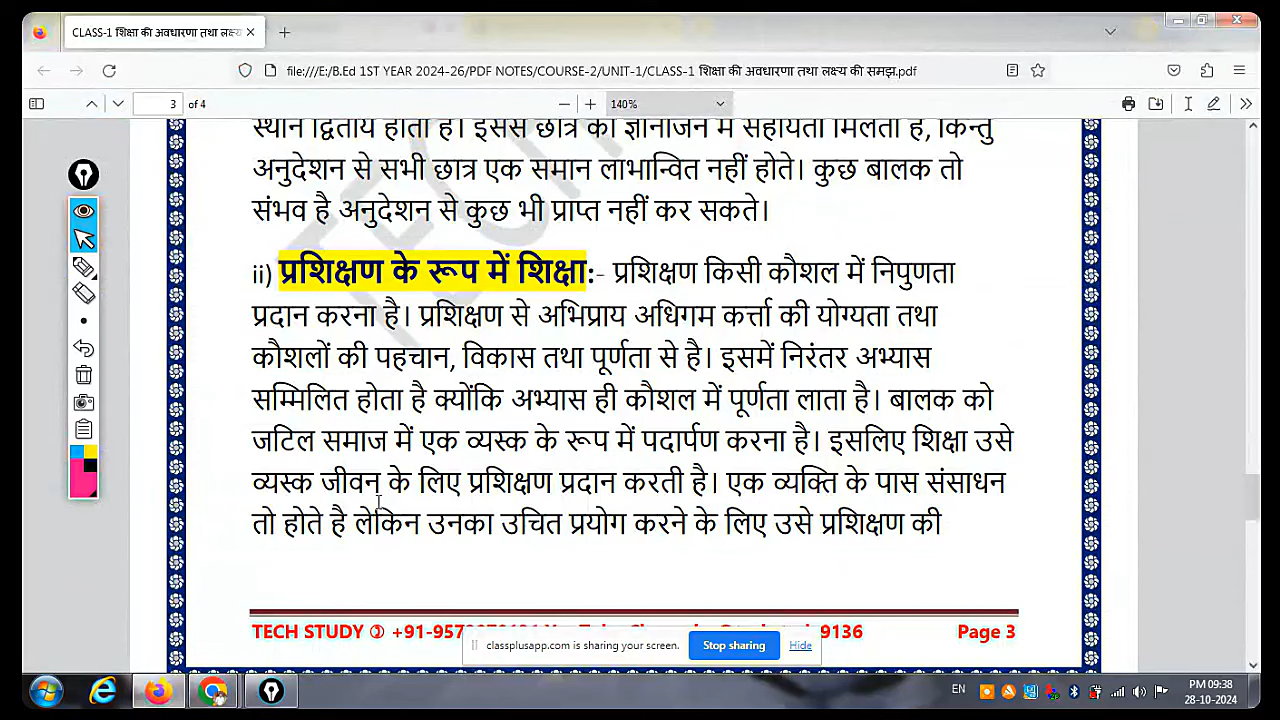 CLASS-1 शिक्षा की अवधारणा तथा लक्ष्य
file:///E:/B.Ed 1ST YEAR 2024-26/PDF NOTES/COURSE-2/UNIT-1/CLASS-1 शिक्षा की अवधारणा तथा लक्ष्य की समझ.pdf
3 of 4
140%
स्थान द्वितीय होता है। इससे छात्र को ज्ञानार्जन में सहायता मिलती है, किन्तु
अनुदेशन से सभी छात्र एक समान लाभान्वित नहीं होते। कुछ बालक तो
संभव है अनुदेशन से कुछ भी प्राप्त नहीं कर सकते।
ii) प्रशिक्षण के रूप में शिक्षा:- प्रशिक्षण किसी कौशल में निपुणता
प्रदान करना है। प्रशिक्षण से अभिप्राय अधिगम कर्त्ता की योग्यता तथा
कौशलों की पहचान, विकास तथा पूर्णता से है। इसमें निरंतर अभ्यास
सम्मिलित होता है क्योंकि अभ्यास ही कौशल में पूर्णता लाता है। बालक को
जटिल समाज में एक व्यस्क के रूप में पदार्पण करना है। इसलिए शिक्षा उसे
व्यस्क जीवन के लिए प्रशिक्षण प्रदान करती है। एक व्यक्ति के पास संसाधन
तो होते है लेकिन उनका उचित प्रयोग करने के लिए उसे प्रशिक्षण की
TECH STUDY 9136 Page 3
classplusapp.com is sharing your screen. Stop sharing Hide
EN PM 09:38
28-10-2024